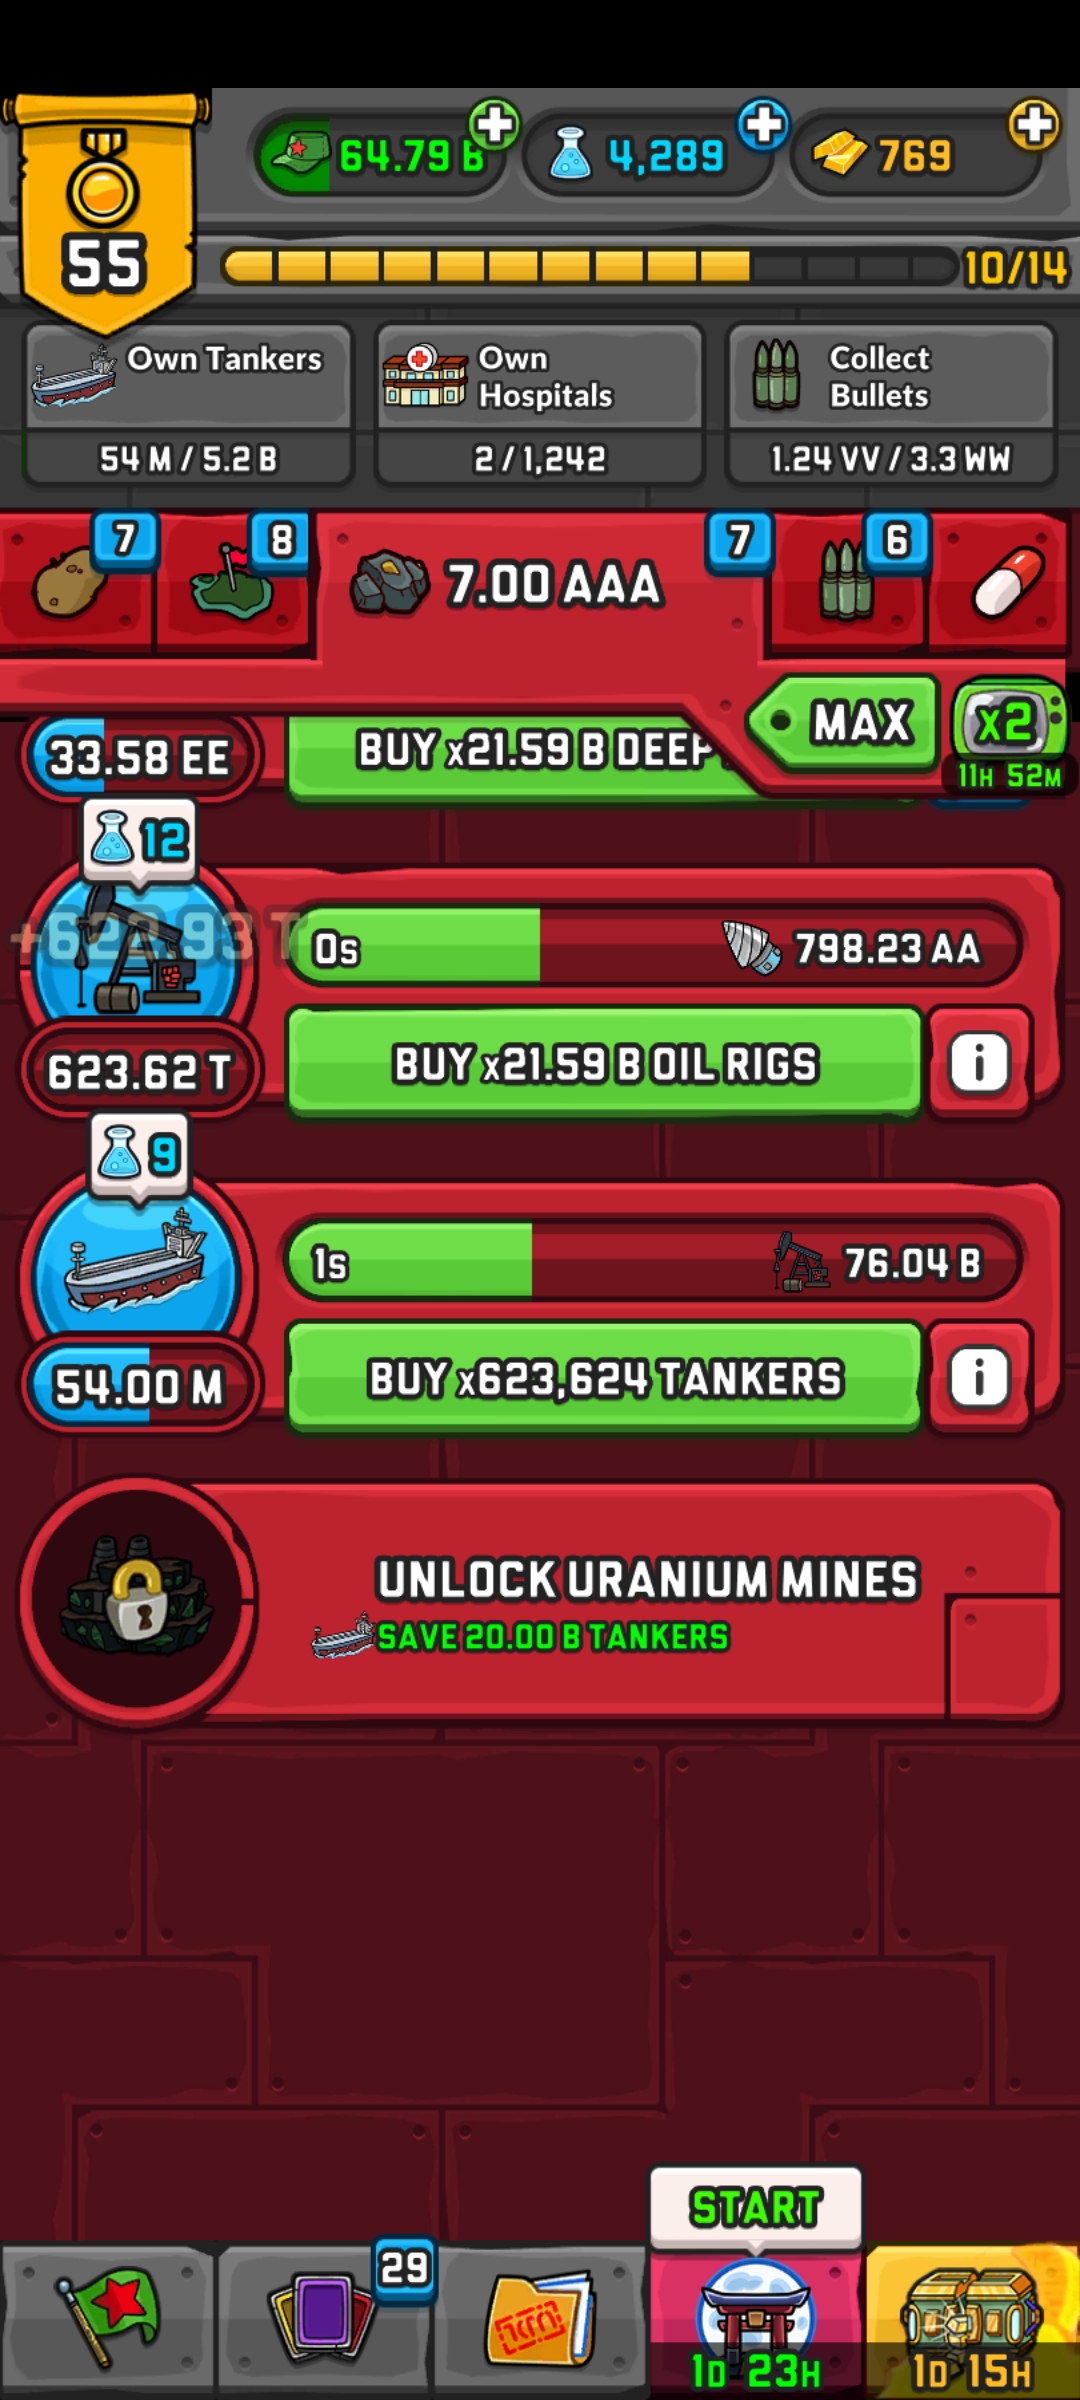 64.79 B
4,289
769
55
10/14
Own Tankers
54 M / 5.2 B
Own
Hospitals
2 / 1,242
Collect
Bullets
1.24 VV / 3.3 WW
7
8
7.00 AAA
7
6
MAX
x2
11H 52M
33.58 EE
BUY x21.59 B DEEP
12
0s
798.23 AA
623.62 T
BUY x21.59 B OIL RIGS
i
9
1s
76.04 B
54.00 M
BUY x623,624 TANKERS
i
UNLOCK URANIUM MINES
SAVE 20.00 B TANKERS
START
29
1D 23H
1D 15H